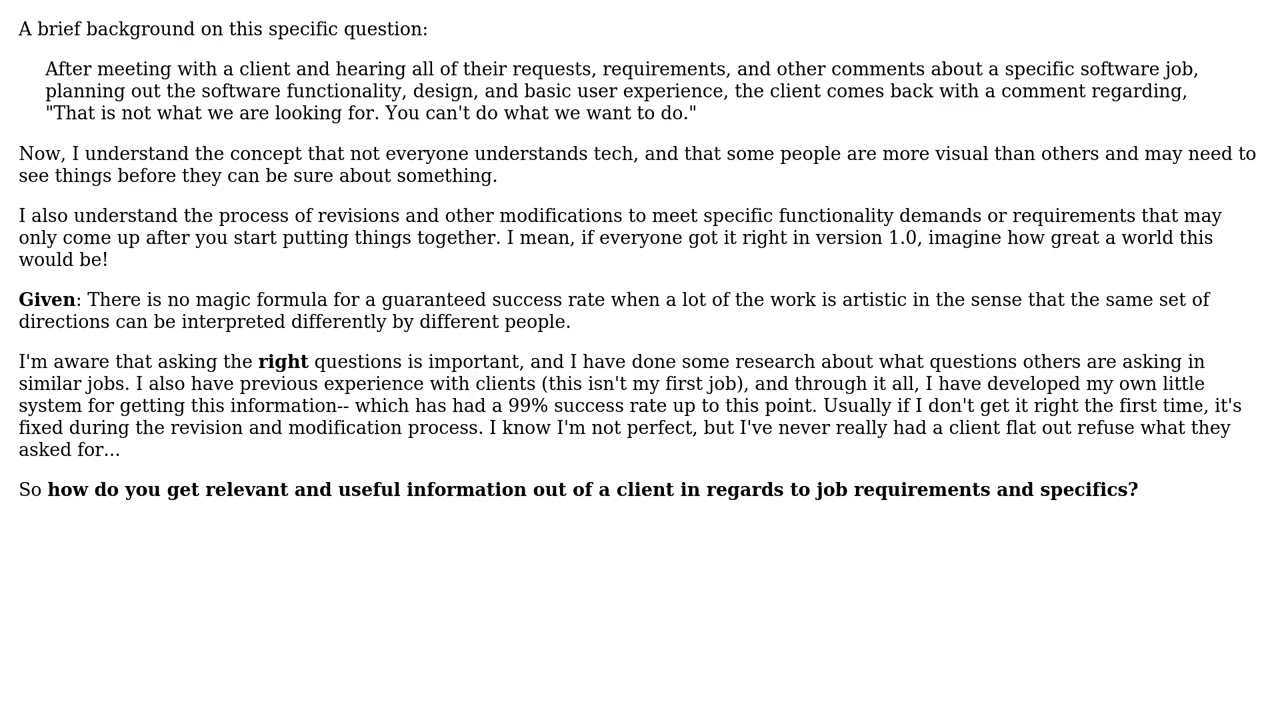 A brief background on this specific question:
After meeting with a client and hearing all of their requests, requirements, and other comments about a specific software job,
planning out the software functionality, design, and basic user experience, the client comes back with a comment regarding,
"That is not what we are looking for. You can't do what we want to do."
Now, I understand the concept that not everyone understands tech, and that some people are more visual than others and may need to
see things before they can be sure about something.
I also understand the process of revisions and other modifications to meet specific functionality demands or requirements that may
only come up after you start putting things together. I mean, if everyone got it right in version 1.0, imagine how great a world this
would be!
Given: There is no magic formula for a guaranteed success rate when a lot of the work is artistic in the sense that the same set of
directions can be interpreted differently by different people.
I'm aware that asking the right questions is important, and I have done some research about what questions others are asking in
similar jobs. I also have previous experience with clients (this isn't my first job), and through it all, I have developed my own little
system for getting this information-- which has had a 99% success rate up to this point. Usually if I don't get it right the first time, it's
fixed during the revision and modification process. I know I'm not perfect, but I've never really had a client flat out refuse what they
asked for...
So how do you get relevant and useful information out of a client in regards to job requirements and specifics?